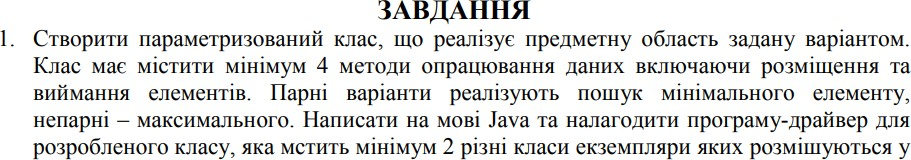 ЗАВДАННЯ
1. Створити параметризований клас, що реалізує предметну область задану варіантом.
Клас має містити мінімум 4 методи опрацювання даних включаючи розміщення та
виймання елементів. Парні варіанти реалізують пошук мінімального елементу,
непарні – максимального. Написати на мові Java та налагодити програму-драйвер для
розробленого класу, яка мстить мінімум 2 різні класи екземпляри яких розмішуються у